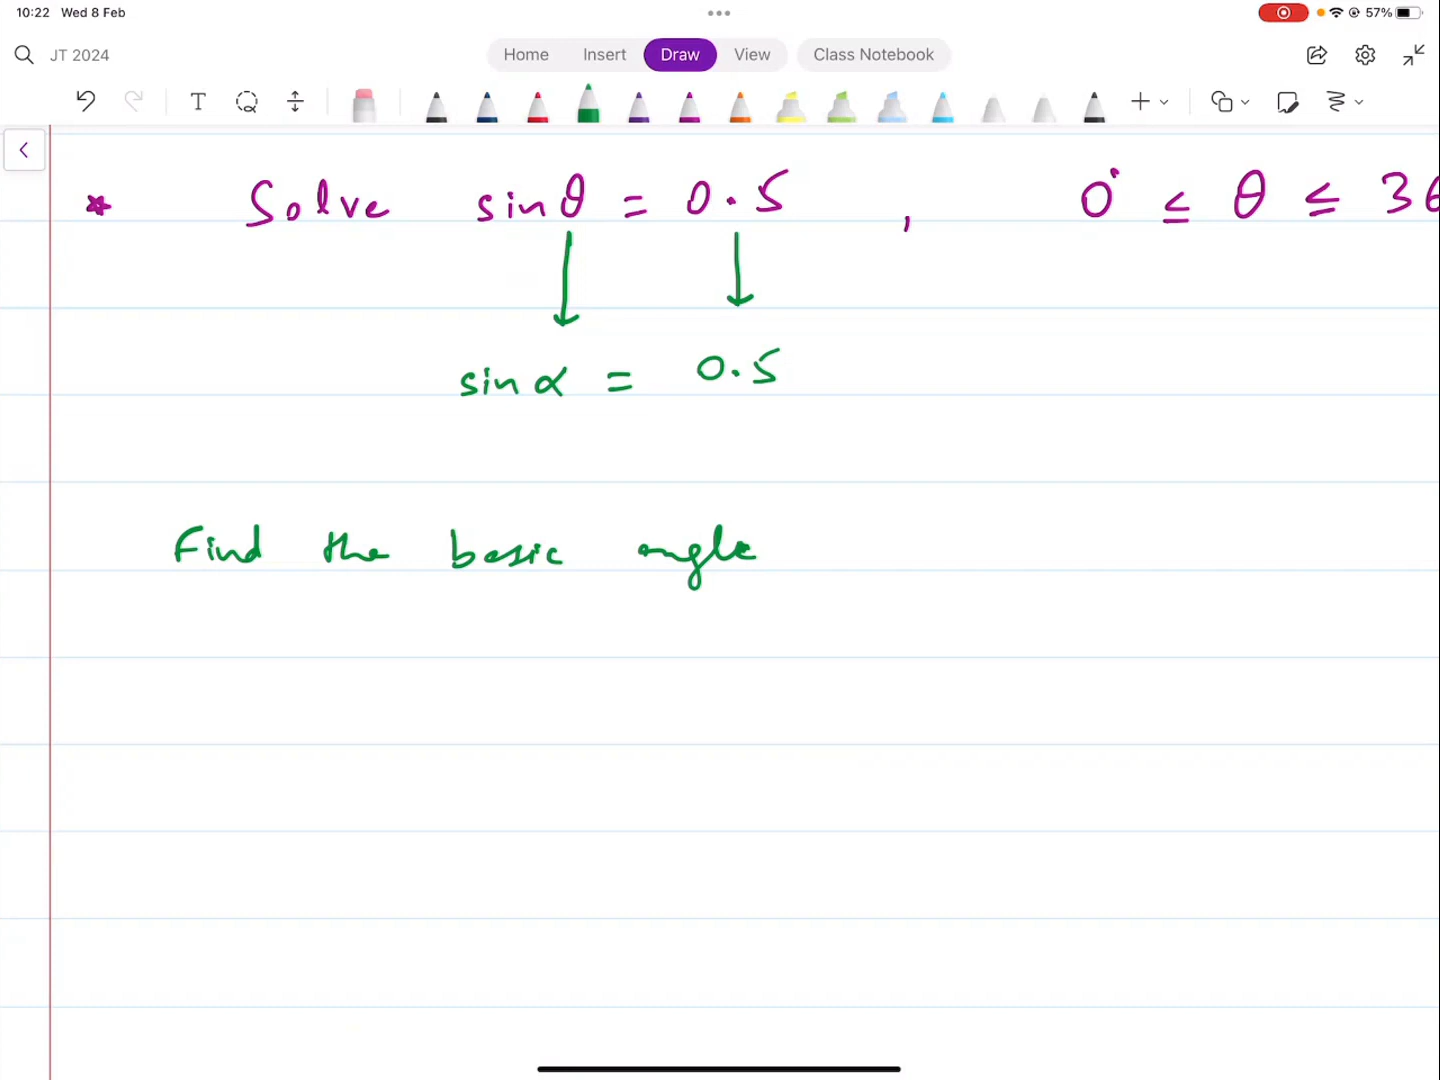 10:22 Wed 8 Feb 57%
JT 2024 Home Insert Draw View Class Notebook
T
* Solve sinθ = 0.5 , 0° ≤ θ ≤ 36
sin α = 0.5
Find the basic angle